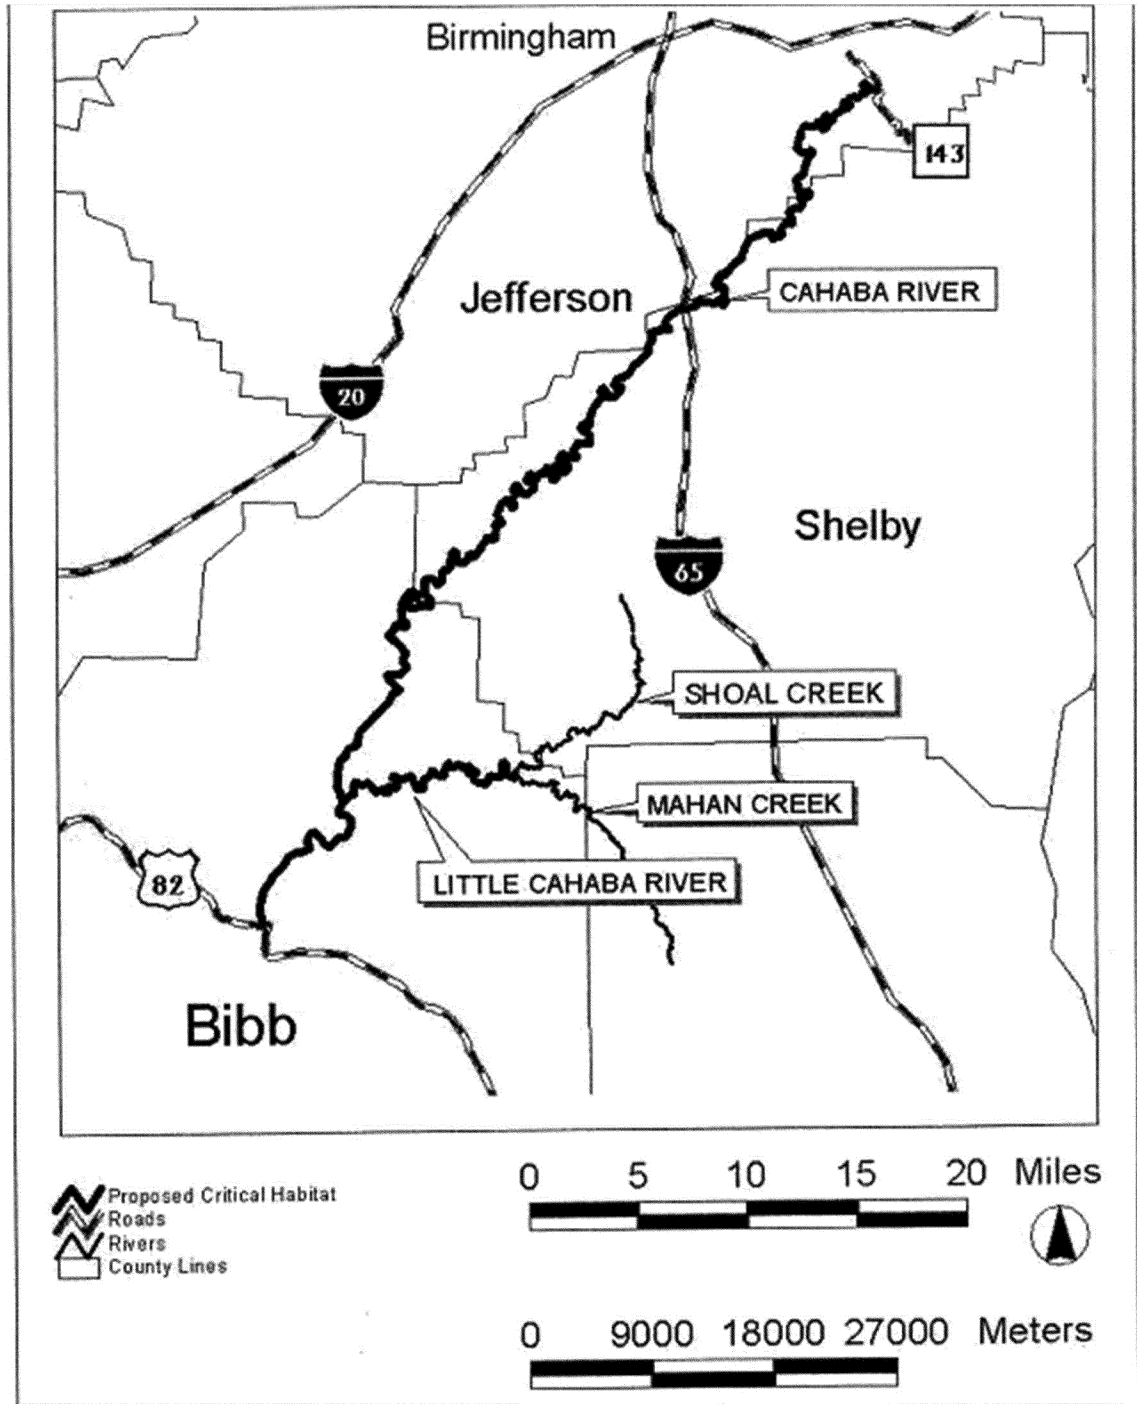 Birmingham
143
Jefferson
CAHABA RIVER
20
Shelby
65
SHOAL CREEK
MAHAN CREEK
82
LITTLE CAHABA RIVER
Bibb
0 5 10 15 20 Miles
Proposed Critical Habitat
Roads
Rivers
County Lines
0 9000 18000 27000 Meters